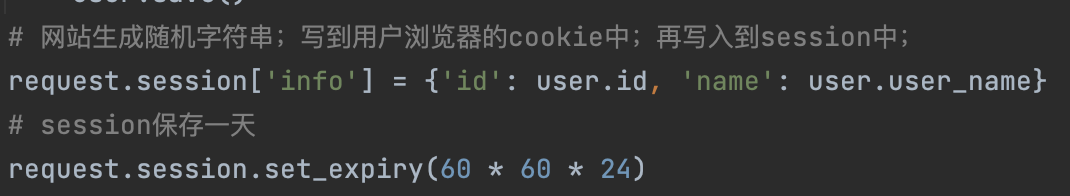 user.save()
# 网站生成随机字符串；写到用户浏览器的cookie中；再写入到session中；
request.session['info'] = {'id': user.id, 'name': user.user_name}
# session保存一天
request.session.set_expiry(60 * 60 * 24)